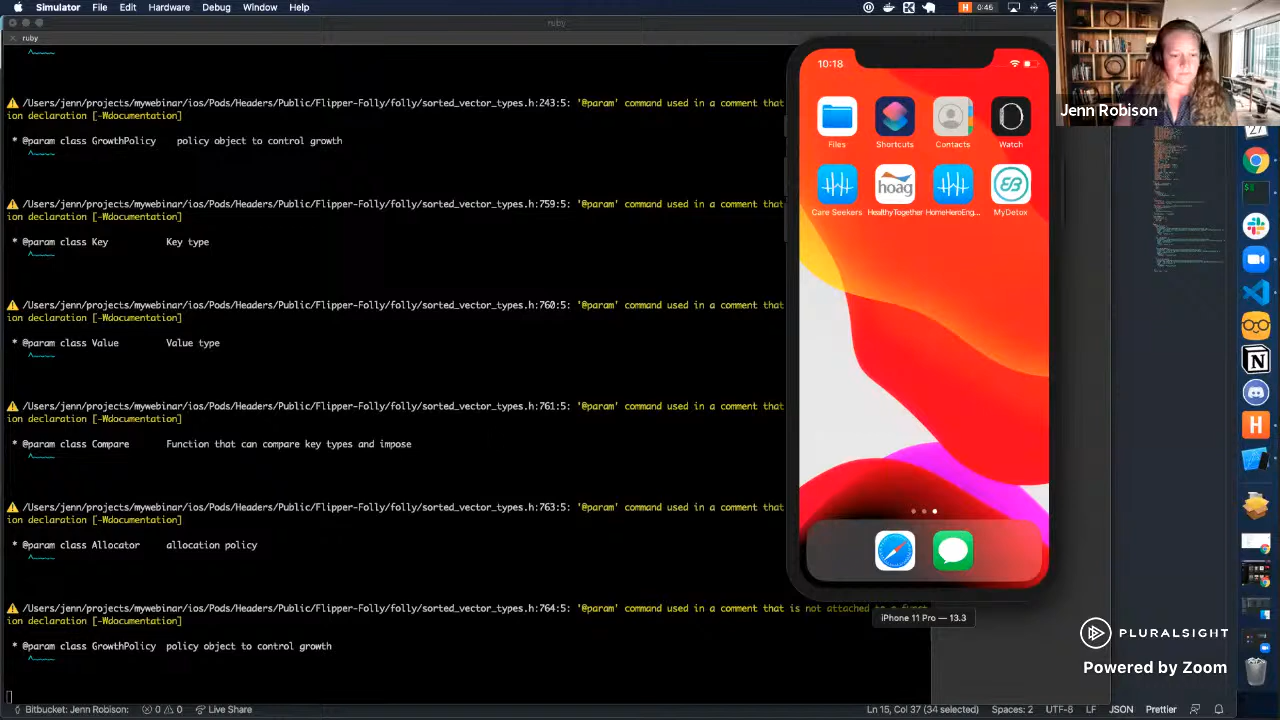 Simulator File Edit Hardware Debug Window Help
0:46
ruby
ruby
⚠ /Users/jenn/projects/mywebinar/ios/Pods/Headers/Public/Flipper-Folly/folly/sorted_vector_types.h:243:5: '@param' command used in a comment that
ion declaration [-Wdocumentation]
* @param class GrowthPolicy policy object to control growth
^~~~~~
⚠ /Users/jenn/projects/mywebinar/ios/Pods/Headers/Public/Flipper-Folly/folly/sorted_vector_types.h:759:5: '@param' command used in a comment that
ion declaration [-Wdocumentation]
* @param class Key Key type
^~~~~~
⚠ /Users/jenn/projects/mywebinar/ios/Pods/Headers/Public/Flipper-Folly/folly/sorted_vector_types.h:760:5: '@param' command used in a comment that
ion declaration [-Wdocumentation]
* @param class Value Value type
^~~~~~
⚠ /Users/jenn/projects/mywebinar/ios/Pods/Headers/Public/Flipper-Folly/folly/sorted_vector_types.h:761:5: '@param' command used in a comment that
ion declaration [-Wdocumentation]
* @param class Compare Function that can compare key types and impose
^~~~~~
⚠ /Users/jenn/projects/mywebinar/ios/Pods/Headers/Public/Flipper-Folly/folly/sorted_vector_types.h:763:5: '@param' command used in a comment that
ion declaration [-Wdocumentation]
* @param class Allocator allocation policy
^~~~~~
⚠ /Users/jenn/projects/mywebinar/ios/Pods/Headers/Public/Flipper-Folly/folly/sorted_vector_types.h:764:5: '@param' command used in a comment that is not attached to a funct
ion declaration [-Wdocumentation]
* @param class GrowthPolicy policy object to control growth
^~~~~~
10:18
Files Shortcuts Contacts Watch
hoag
Care Seekers HealthyTogether HomeHeroEng... MyDetox
iPhone 11 Pro — 13.3
Jenn Robison
27
PLURALSIGHT
Powered by Zoom
Bitbucket: Jenn Robison: 0 0 Live Share Ln 15, Col 37 (34 selected) Spaces: 2 UTF-8 LF JSON Prettier